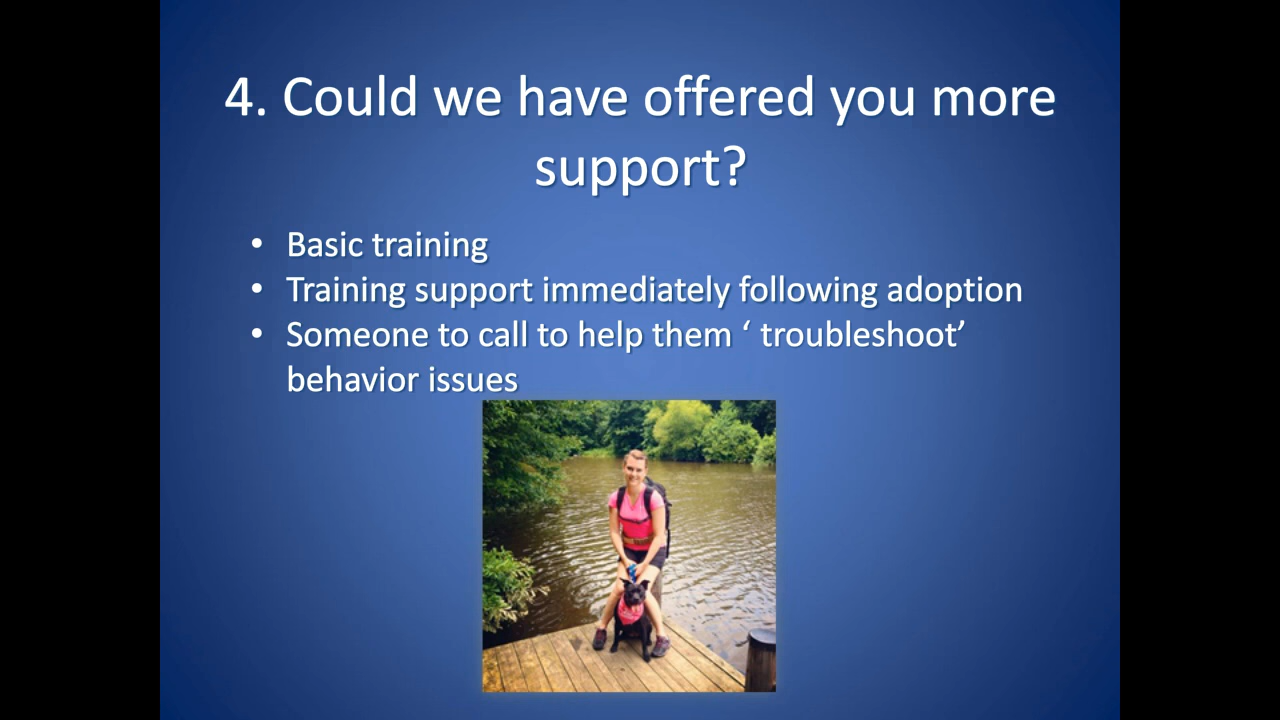 4. Could we have offered you more
support?
• Basic training
• Training support immediately following adoption
• Someone to call to help them ‘ troubleshoot’
behavior issues